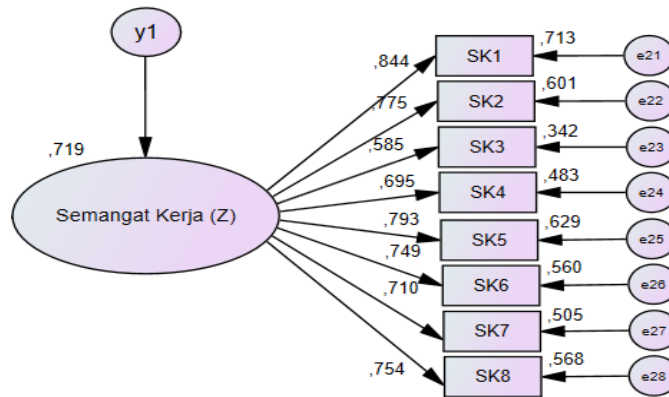 y1
,719
Semangat Kerja (Z)
,844
SK1
,713
e21
,775
SK2
,601
e22
,585
SK3
,342
e23
,695
SK4
,483
e24
,793
SK5
,629
e25
,749
SK6
,560
e26
,710
SK7
,505
e27
,754
SK8
,568
e28